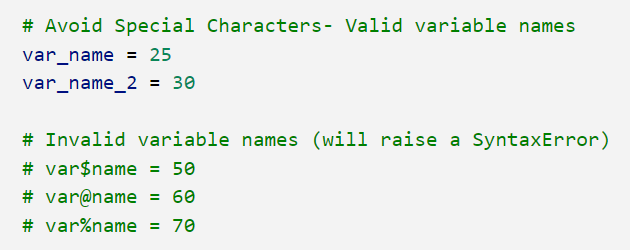 # Avoid Special Characters- Valid variable names
var_name = 25
var_name_2 = 30
# Invalid variable names (will raise a SyntaxError)
# var$name = 50
# var@name = 60
# var%name = 70